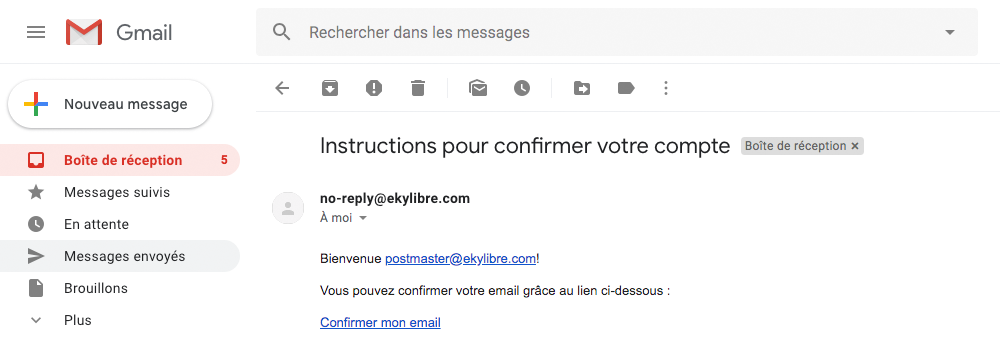 Gmail
Rechercher dans les messages
Nouveau message
Instructions pour confirmer votre compte Boîte de réception ×
Boîte de réception 5
Messages suivis
En attente
Messages envoyés
Brouillons
Plus
no-reply@ekylibre.com
À moi
Bienvenue postmaster@ekylibre.com!
Vous pouvez confirmer votre email grâce au lien ci-dessous :
Confirmer mon email